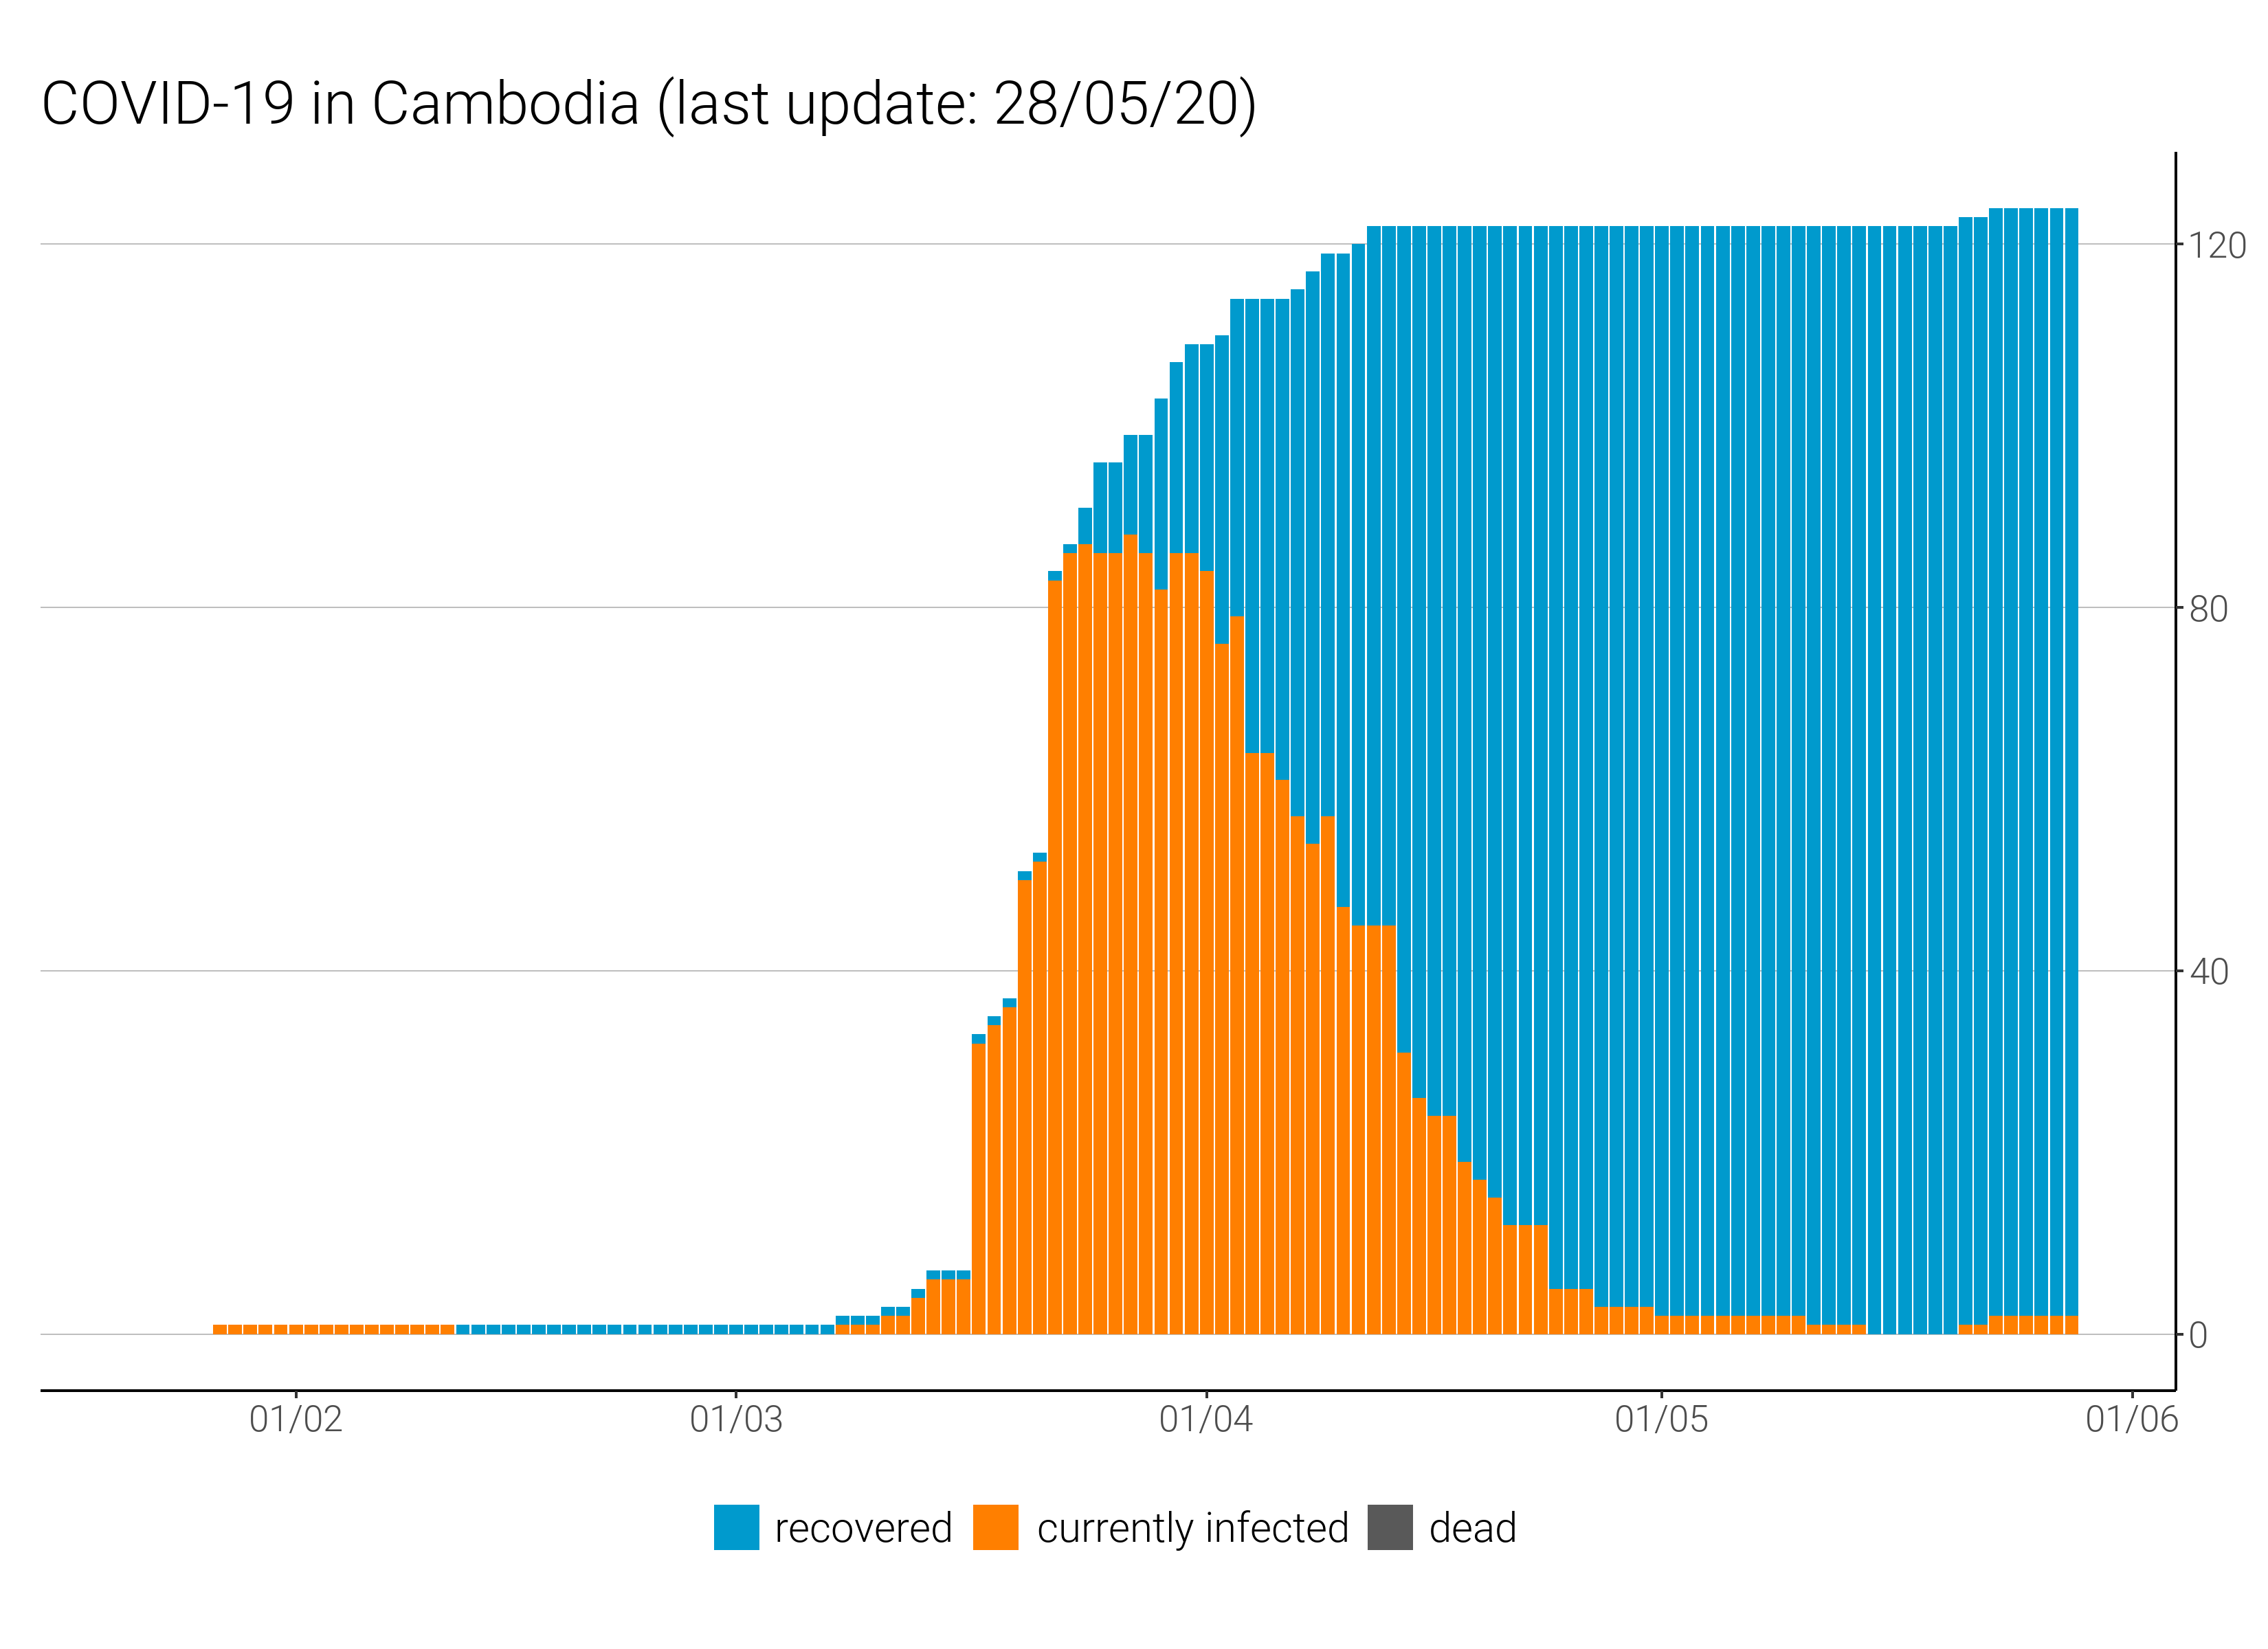 COVID-19 in Cambodia (last update: 28/05/20)
120
80
40
0
01/02 01/03 01/04 01/05 01/06
recovered currently infected dead